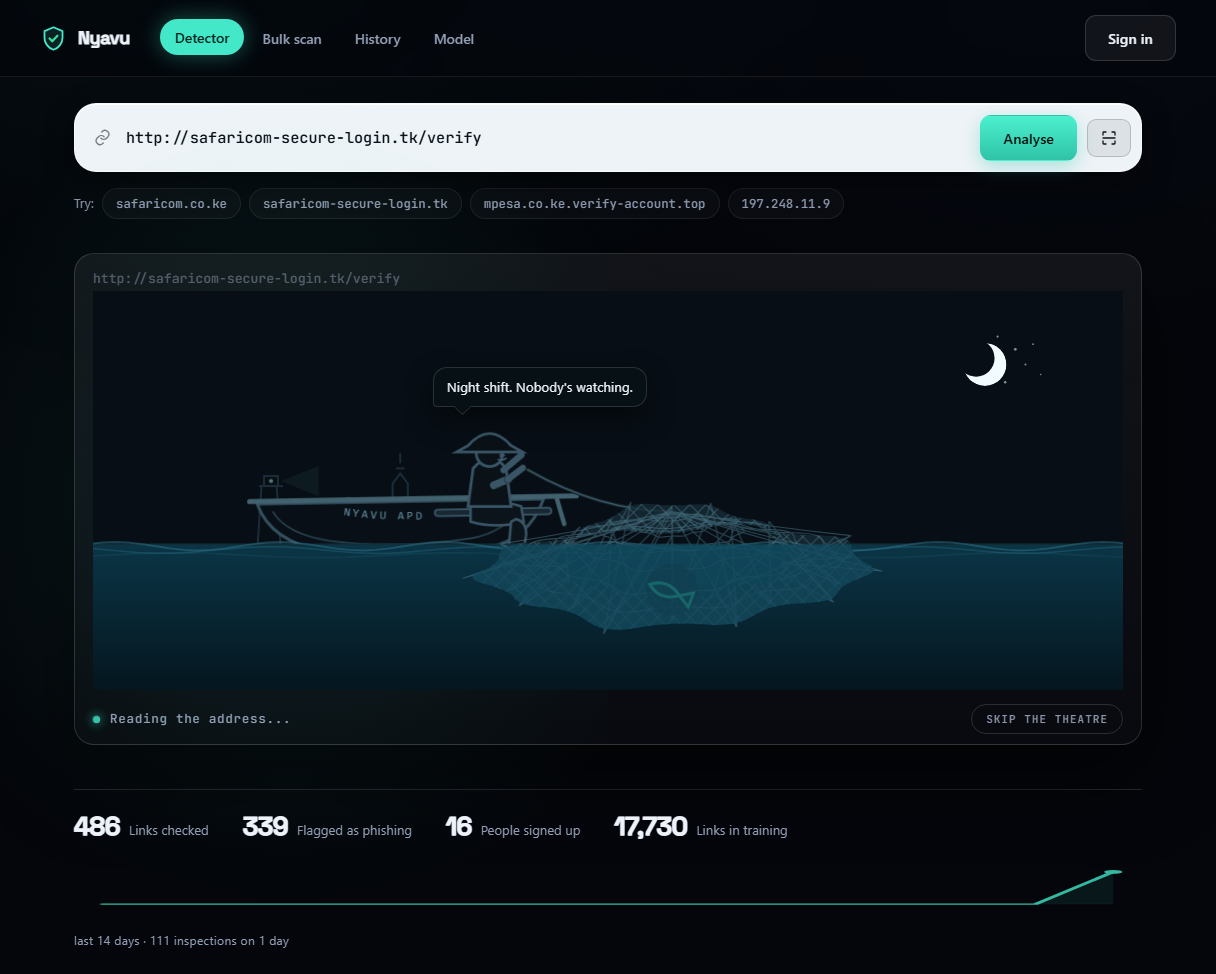 Nyavu Detector Bulk scan History Model Sign in
http://safaricom-secure-login.tk/verify Analyse
Try: safaricom.co.ke safaricom-secure-login.tk mpesa.co.ke.verify-account.top 197.248.11.9
http://safaricom-secure-login.tk/verify
Night shift. Nobody's watching.
NYAVU APD
Reading the address... SKIP THE THEATRE
486 Links checked 339 Flagged as phishing 16 People signed up 17,730 Links in training
last 14 days · 111 inspections on 1 day